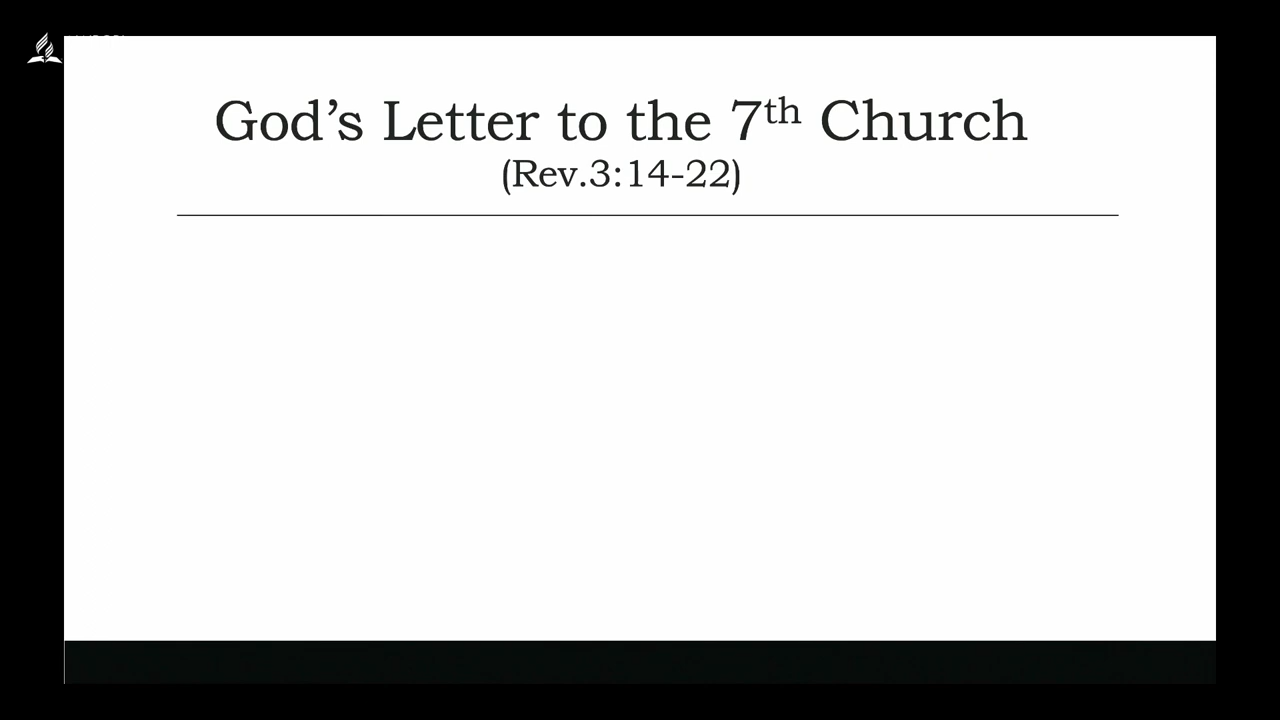 God’s Letter to the 7th Church
(Rev.3:14-22)